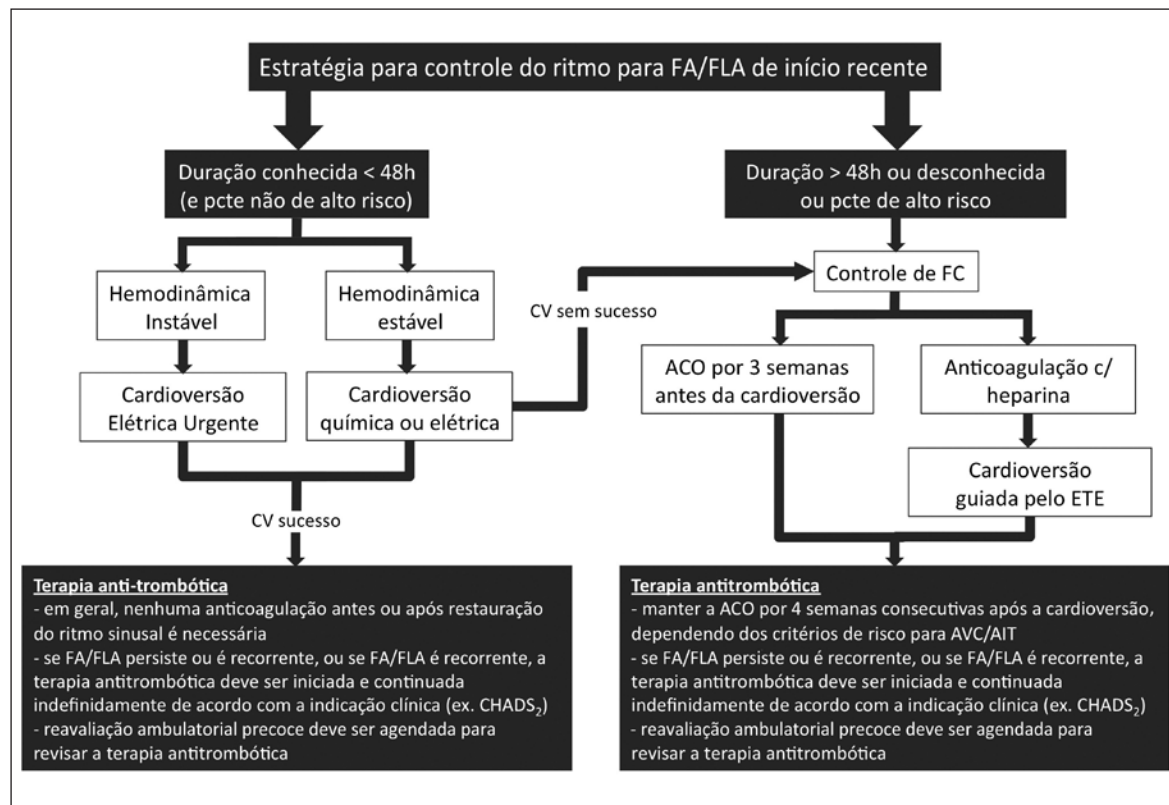 Estratégia para controle do ritmo para FA/FLA de início recente
Duração conhecida < 48h
(e pcte não de alto risco)
Duração > 48h ou desconhecida
ou pcte de alto risco
Hemodinâmica
Instável
Hemodinâmica
estável
CV sem sucesso
Controle de FC
Cardioversão
Elétrica Urgente
Cardioversão
química ou elétrica
ACO por 3 semanas
antes da cardioversão
Anticoagulação c/
heparina
Cardioversão
guiada pelo ETE
CV sucesso
Terapia anti-trombótica
- em geral, nenhuma anticoagulação antes ou após restauração
do ritmo sinusal é necessária
- se FA/FLA persiste ou é recorrente, ou se FA/FLA é recorrente, a
terapia antitrombótica deve ser iniciada e continuada
indefinidamente de acordo com a indicação clínica (ex. CHADS₂)
- reavaliação ambulatorial precoce deve ser agendada para
revisar a terapia antitrombótica
Terapia antitrombótica
- manter a ACO por 4 semanas consecutivas após a cardioversão,
dependendo dos critérios de risco para AVC/AIT
- se FA/FLA persiste ou é recorrente, ou se FA/FLA é recorrente, a
terapia antitrombótica deve ser iniciada e continuada
indefinidamente de acordo com a indicação clínica (ex. CHADS₂)
- reavaliação ambulatorial precoce deve ser agendada para
revisar a terapia antitrombótica